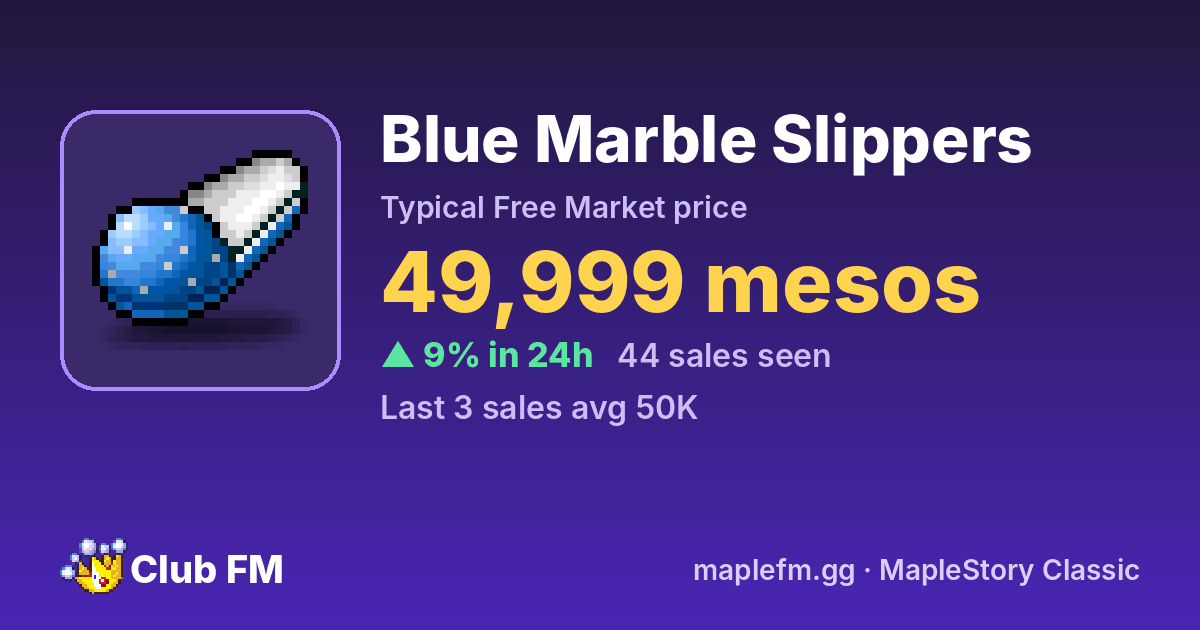 Blue Marble Slippers
Typical Free Market price
49,999 mesos
▲ 9% in 24h 44 sales seen
Last 3 sales avg 50K
Club FM
maplefm.gg · MapleStory Classic